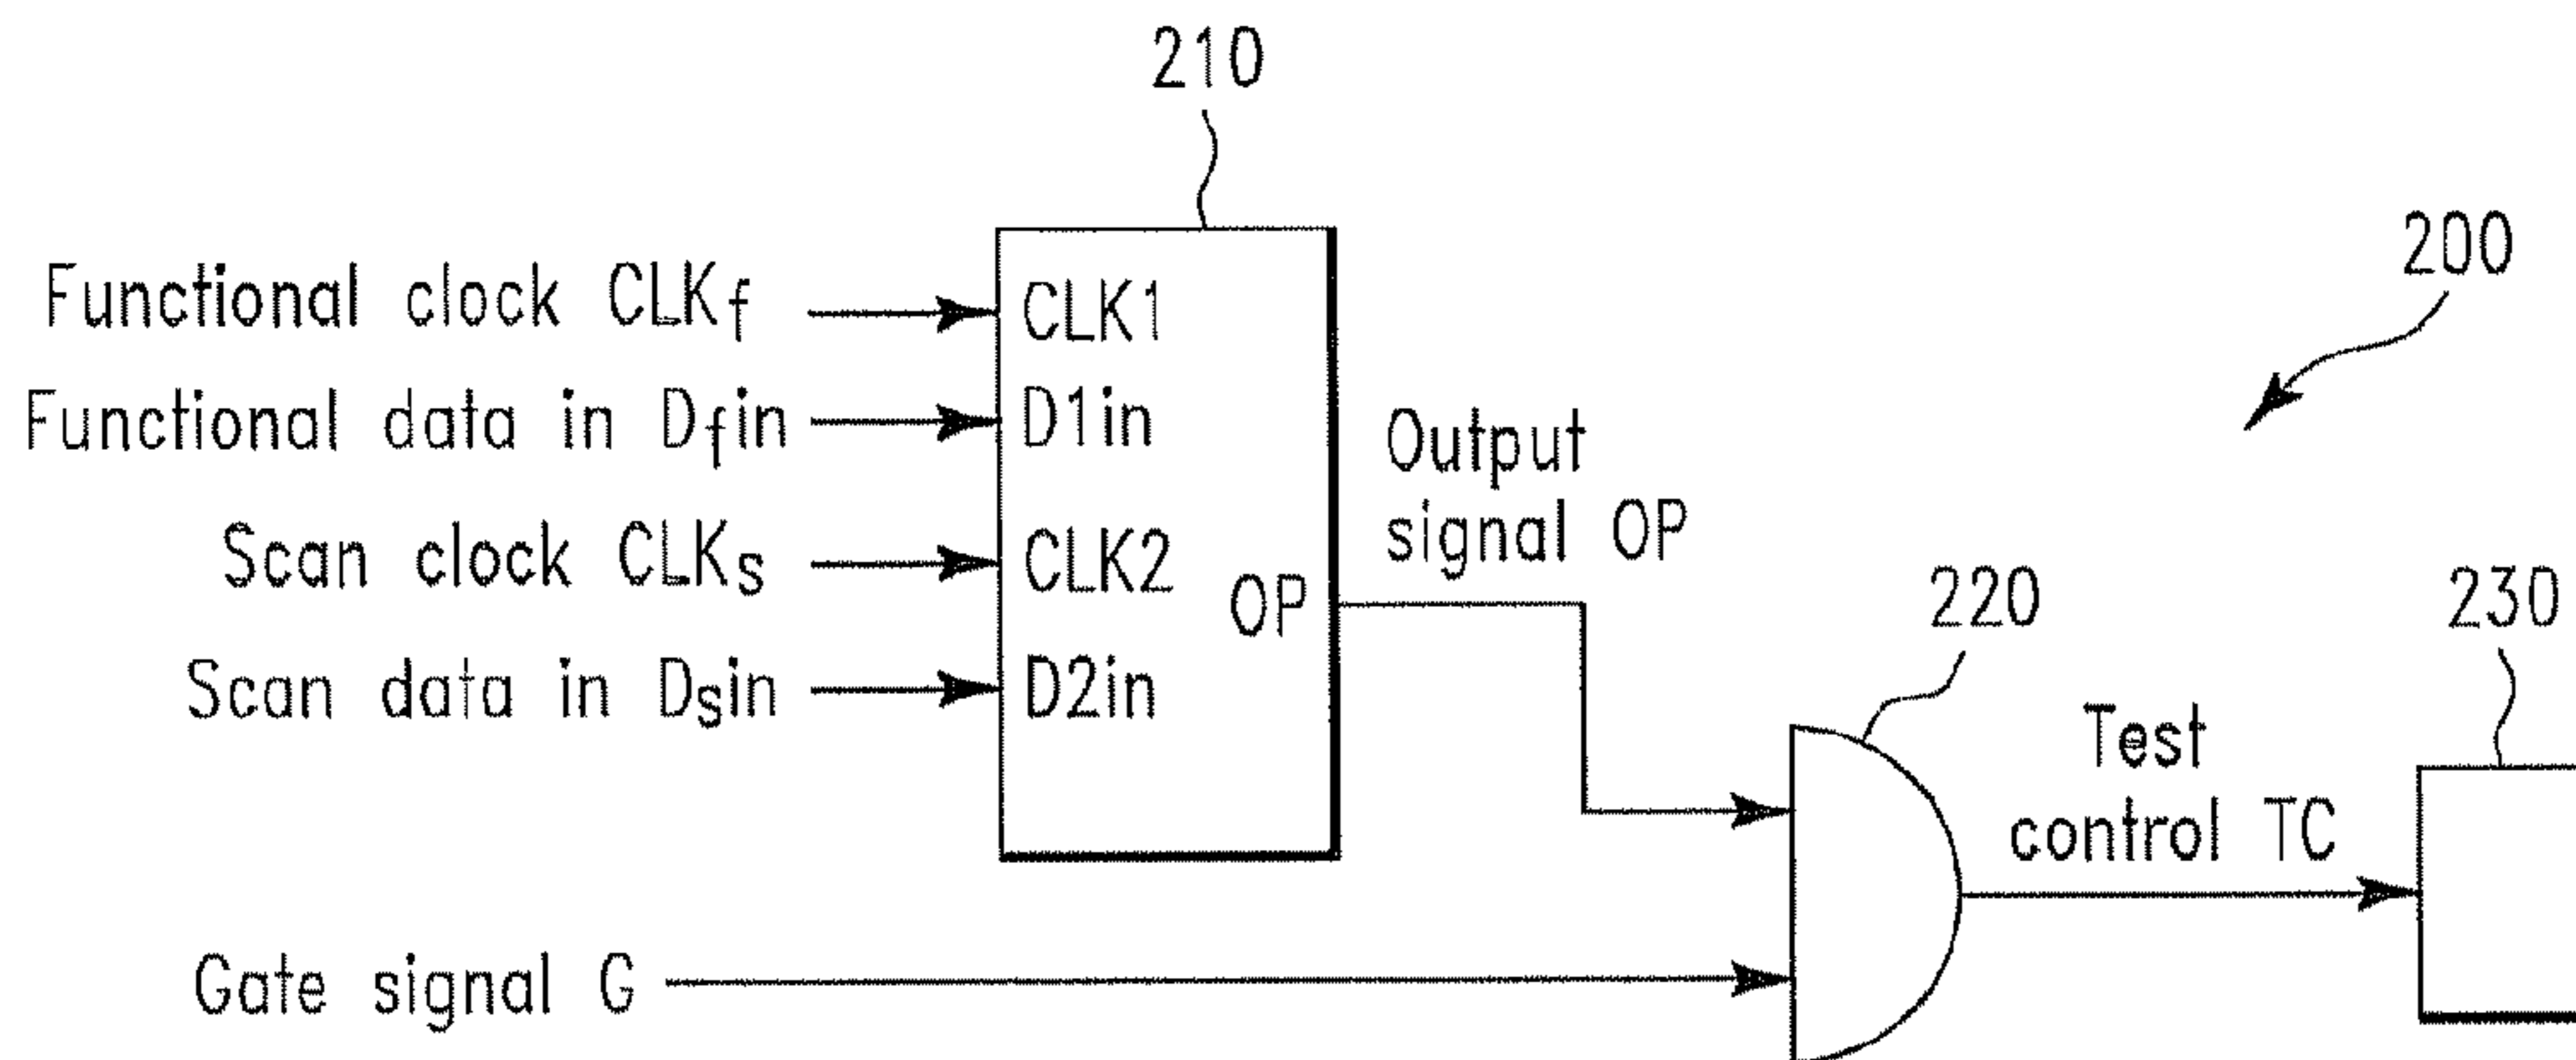 210
200
Functional clock CLKf
CLK1
Functional data in Dfin
D1in
Output
signal OP
Scan clock CLKs
CLK2
OP
220
230
Scan data in Dsin
D2in
Test
control TC
Gate signal G